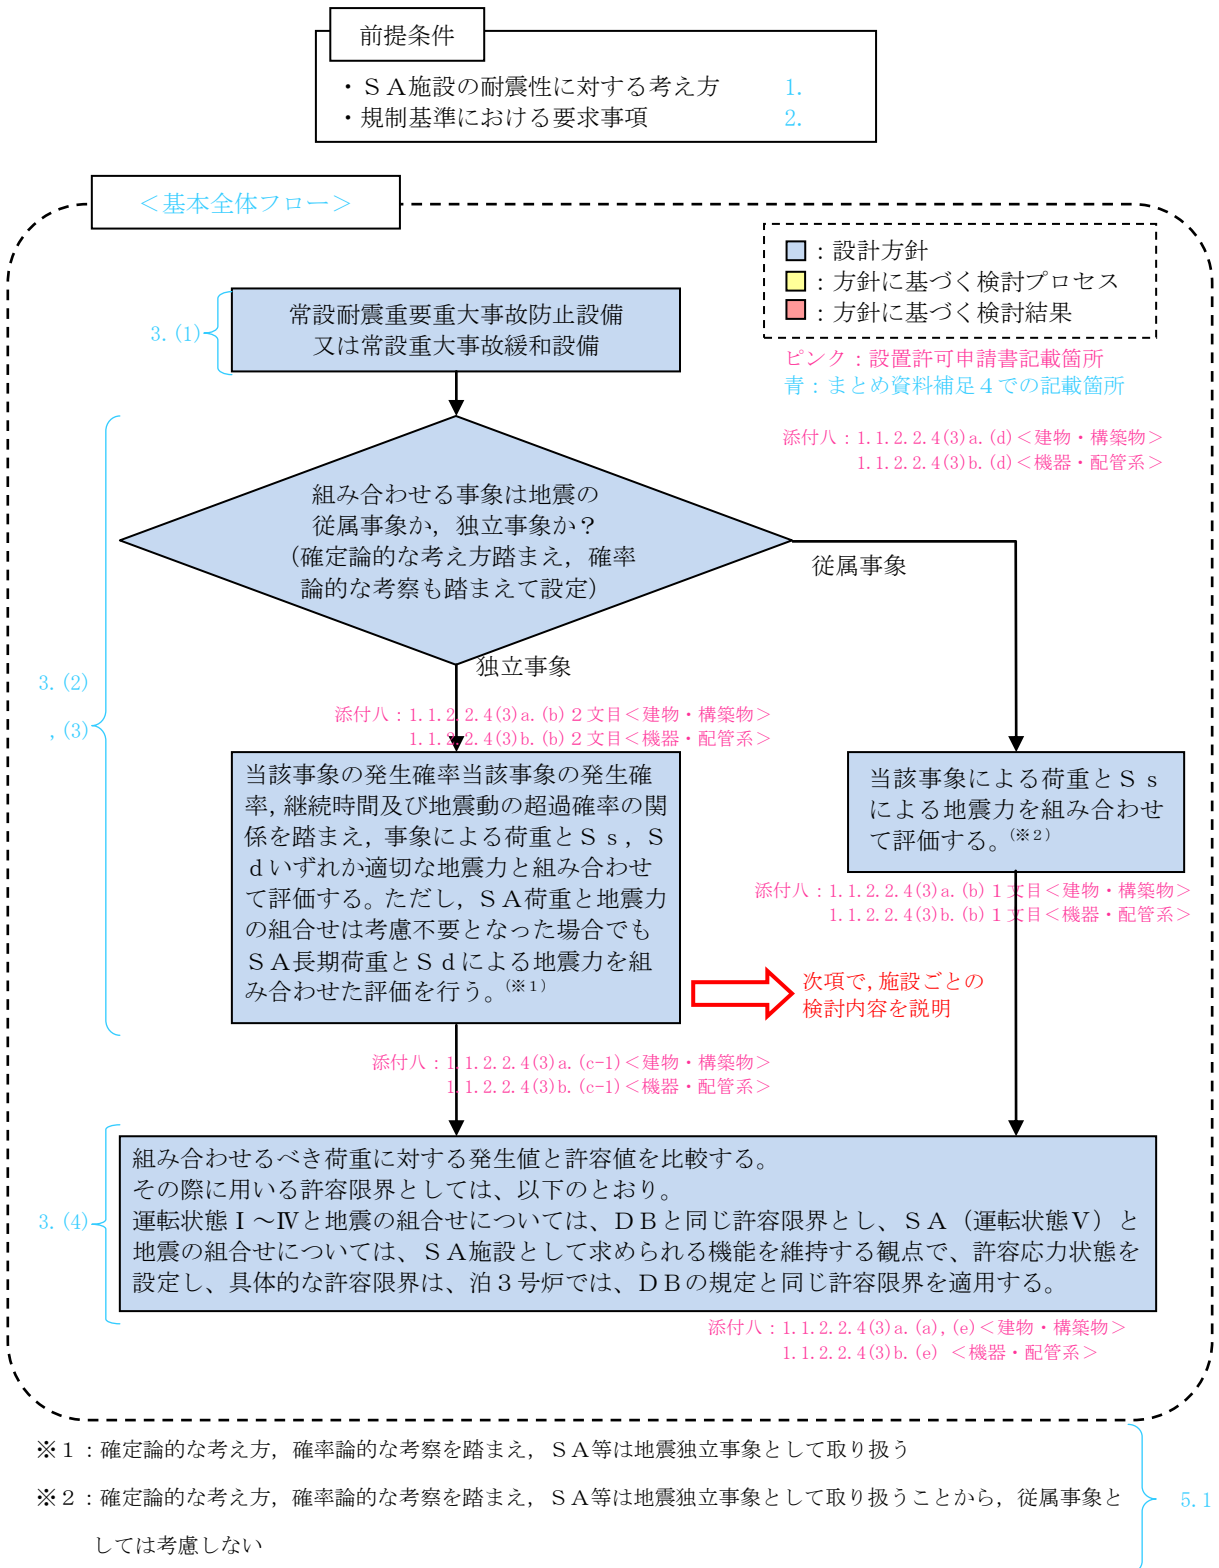 前提条件
・ＳＡ施設の耐震性に対する考え方　1.
・規制基準における要求事項　2.
＜基本全体フロー＞
：設計方針
：方針に基づく検討プロセス
：方針に基づく検討結果
ピンク：設置許可申請書記載箇所
青：まとめ資料補足４での記載箇所
3.(1)
常設耐震重要重大事故防止設備
又は常設重大事故緩和設備
添付八：1.1.2.2.4(3)a.(d)＜建物・構築物＞
1.1.2.2.4(3)b.(d)＜機器・配管系＞
組み合わせる事象は地震の
従属事象か，独立事象か？
(確定論的な考え方踏まえ，確率
論的な考察も踏まえて設定)
従属事象
独立事象
3.(2)
,(3)
添付八：1.1.2.2.4(3)a.(b)２文目＜建物・構築物＞
1.1.2.2.4(3)b.(b)２文目＜機器・配管系＞
当該事象の発生確率当該事象の発生確
率，継続時間及び地震動の超過確率の関
係を踏まえ，事象による荷重とＳｓ，Ｓ
ｄいずれか適切な地震力と組み合わせ
て評価する。ただし，ＳＡ荷重と地震力
の組合せは考慮不要となった場合でも
ＳＡ長期荷重とＳｄによる地震力を組
み合わせた評価を行う。(※１)
当該事象による荷重とＳｓ
による地震力を組み合わせ
て評価する。(※２)
添付八：1.1.2.2.4(3)a.(b)１文目＜建物・構築物＞
1.1.2.2.4(3)b.(b)１文目＜機器・配管系＞
次項で，施設ごとの
検討内容を説明
添付八：1.1.2.2.4(3)a.(c-1)＜建物・構築物＞
1.1.2.2.4(3)b.(c-1)＜機器・配管系＞
3.(4)
組み合わせるべき荷重に対する発生値と許容値を比較する。
その際に用いる許容限界としては、以下のとおり。
運転状態Ⅰ～Ⅳと地震の組合せについては、ＤＢと同じ許容限界とし、ＳＡ（運転状態Ⅴ）と
地震の組合せについては、ＳＡ施設として求められる機能を維持する観点で、許容応力状態を
設定し、具体的な許容限界は、泊３号炉では、ＤＢの規定と同じ許容限界を適用する。
添付八：1.1.2.2.4(3)a.(a),(e)＜建物・構築物＞
1.1.2.2.4(3)b.(e) ＜機器・配管系＞
※１：確定論的な考え方，確率論的な考察を踏まえ，ＳＡ等は地震独立事象として取り扱う
※２：確定論的な考え方，確率論的な考察を踏まえ，ＳＡ等は地震独立事象として取り扱うことから，従属事象と
しては考慮しない
5.1